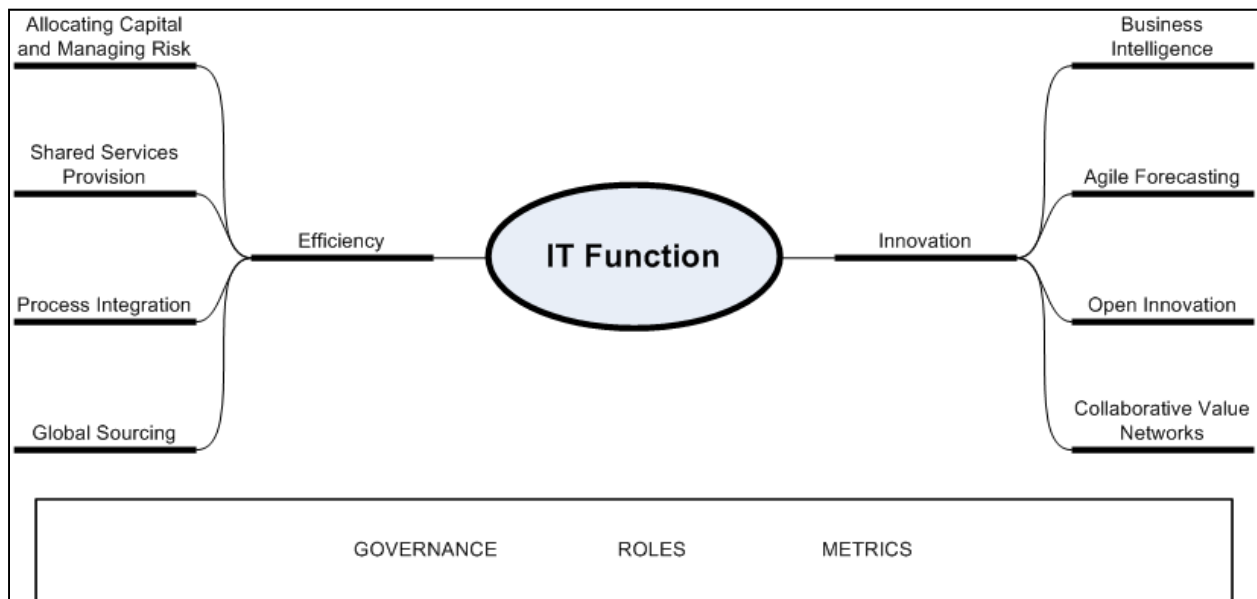 Allocating Capital
and Managing Risk
Shared Services
Provision
Process Integration
Global Sourcing
Efficiency
IT Function
Innovation
Business
Intelligence
Agile Forecasting
Open Innovation
Collaborative Value
Networks
GOVERNANCE ROLES METRICS